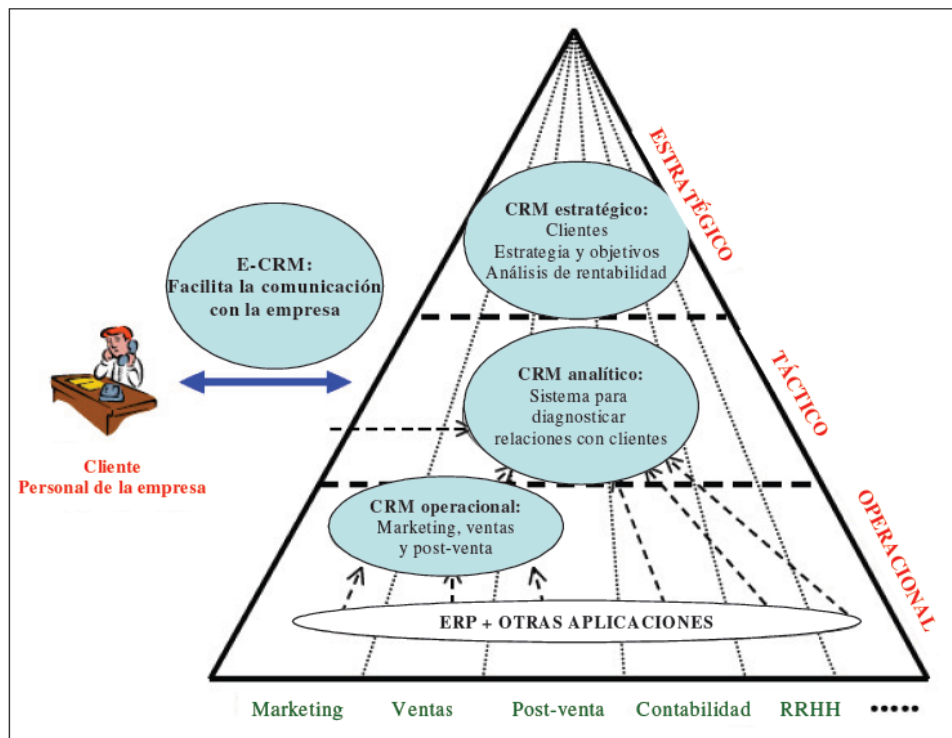 ESTRATÉGICO
CRM estratégico:
Clientes
Estrategia y objetivos
Análisis de rentabilidad
E-CRM:
Facilita la comunicación
con la empresa
TÁCTICO
CRM analítico:
Sistema para
diagnosticar
relaciones con clientes
Cliente
Personal de la empresa
OPERACIONAL
CRM operacional:
Marketing, ventas
y post-venta
ERP + OTRAS APLICACIONES
Marketing Ventas Post-venta Contabilidad RRHH .....